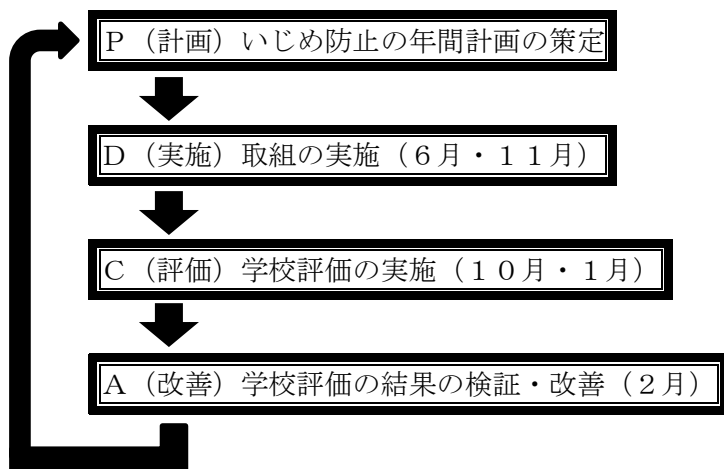 P（計画）いじめ防止の年間計画の策定
D（実施）取組の実施（６月・１１月）
C（評価）学校評価の実施（１０月・１月）
A（改善）学校評価の結果の検証・改善（２月）